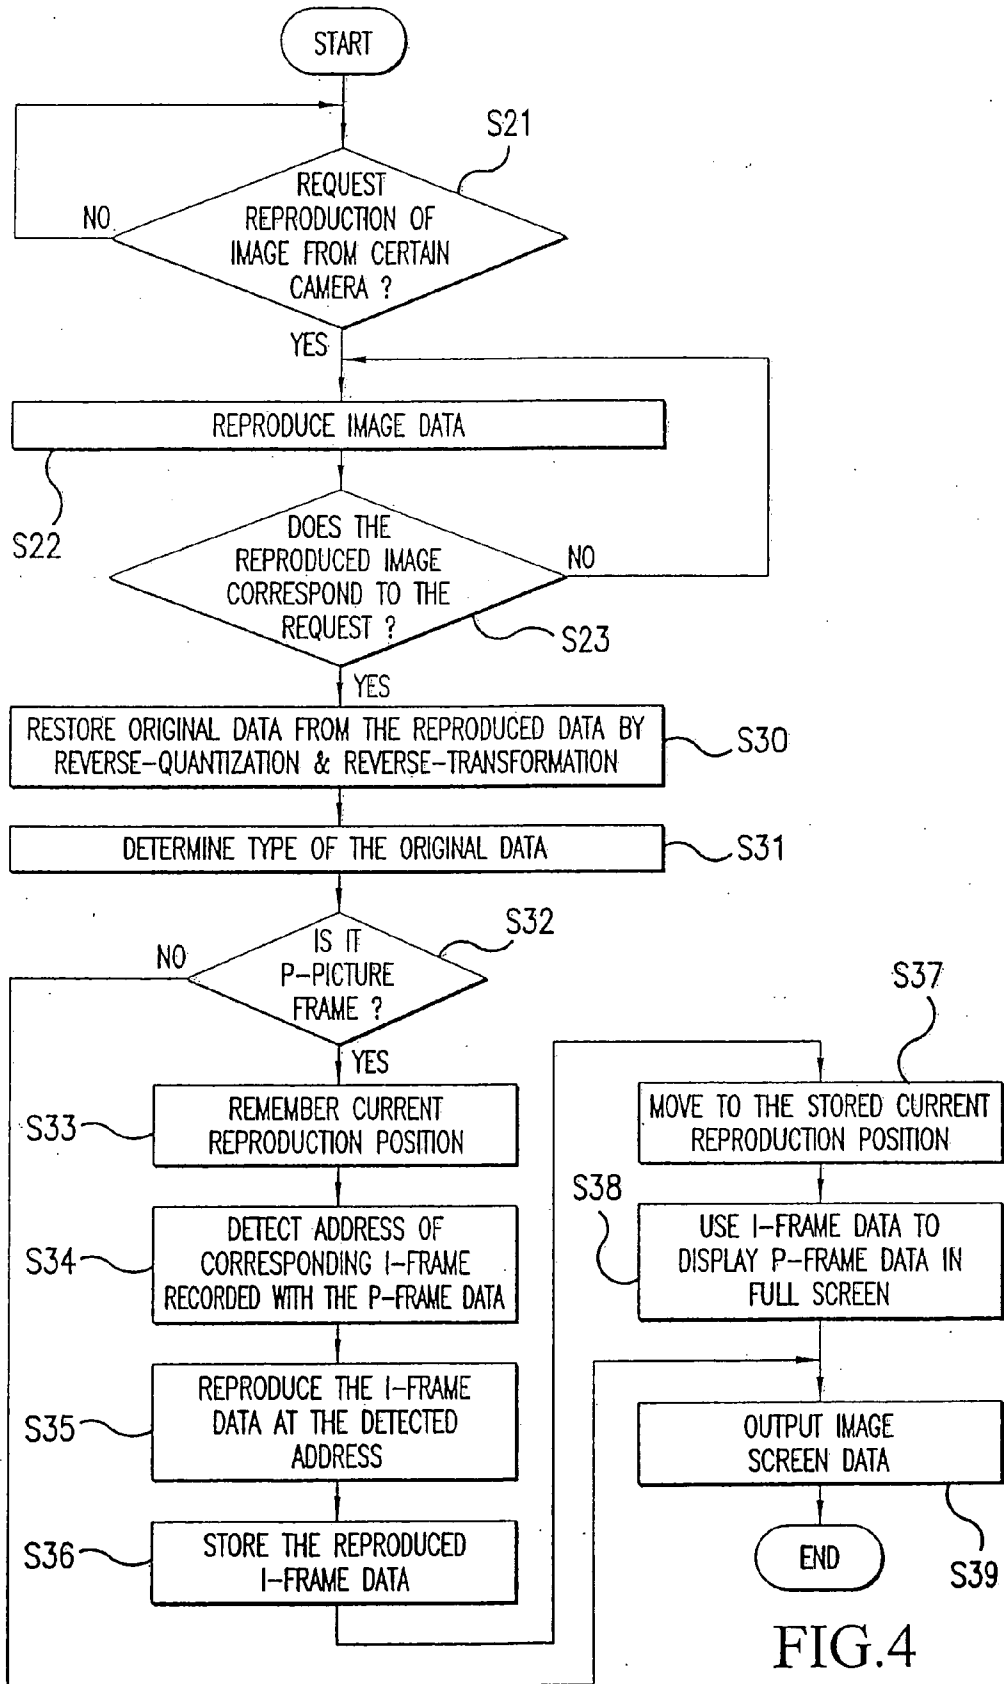 START
S21
REQUEST
REPRODUCTION OF
IMAGE FROM CERTAIN
CAMERA ?
NO
YES
REPRODUCE IMAGE DATA
S22
DOES THE
REPRODUCED IMAGE
CORRESPOND TO THE
REQUEST ?
NO
S23
YES
RESTORE ORIGINAL DATA FROM THE REPRODUCED DATA BY
REVERSE-QUANTIZATION & REVERSE-TRANSFORMATION
S30
DETERMINE TYPE OF THE ORIGINAL DATA
S31
S32
IS IT
P-PICTURE
FRAME ?
NO
YES
REMEMBER CURRENT
REPRODUCTION POSITION
S33
DETECT ADDRESS OF
CORRESPONDING I-FRAME
RECORDED WITH THE P-FRAME DATA
S34
REPRODUCE THE I-FRAME
DATA AT THE DETECTED
ADDRESS
S35
STORE THE REPRODUCED
I-FRAME DATA
S36
S37
MOVE TO THE STORED CURRENT
REPRODUCTION POSITION
S38
USE I-FRAME DATA TO
DISPLAY P-FRAME DATA IN
FULL SCREEN
OUTPUT IMAGE
SCREEN DATA
S39
END
FIG.4